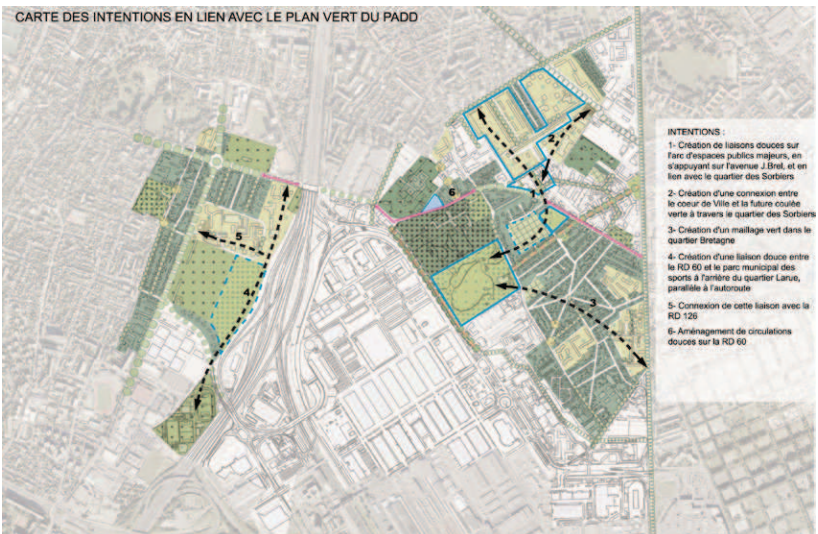 CARTE DES INTENTIONS EN LIEN AVEC LE PLAN VERT DU PADD
INTENTIONS :
1- Création de liaisons douces sur
l'arc d'espaces publics majeurs, en
s'appuyant sur l'avenue J.Brel, et en
lien avec le quartier des Sorbiers
2- Création d'une connexion entre
le coeur de Ville et la future coulée
verte à travers le quartier des Sorbiers
3- Création d'un maillage vert dans le
quartier Bretagne
4- Création d'une liaison douce entre
le RD 60 et le parc municipal des
sports à l'arrière du quartier Larue,
parallèle à l'autoroute
5- Connexion de cette liaison avec la
RD 126
6- Aménagement de circulations
douces sur la RD 60
2
6
1
5
4
3